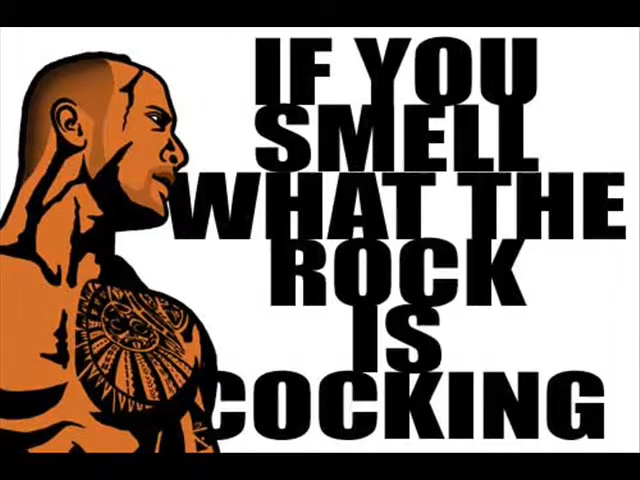 IF YOU
SMELL
WHAT THE
ROCK
IS
COCKING